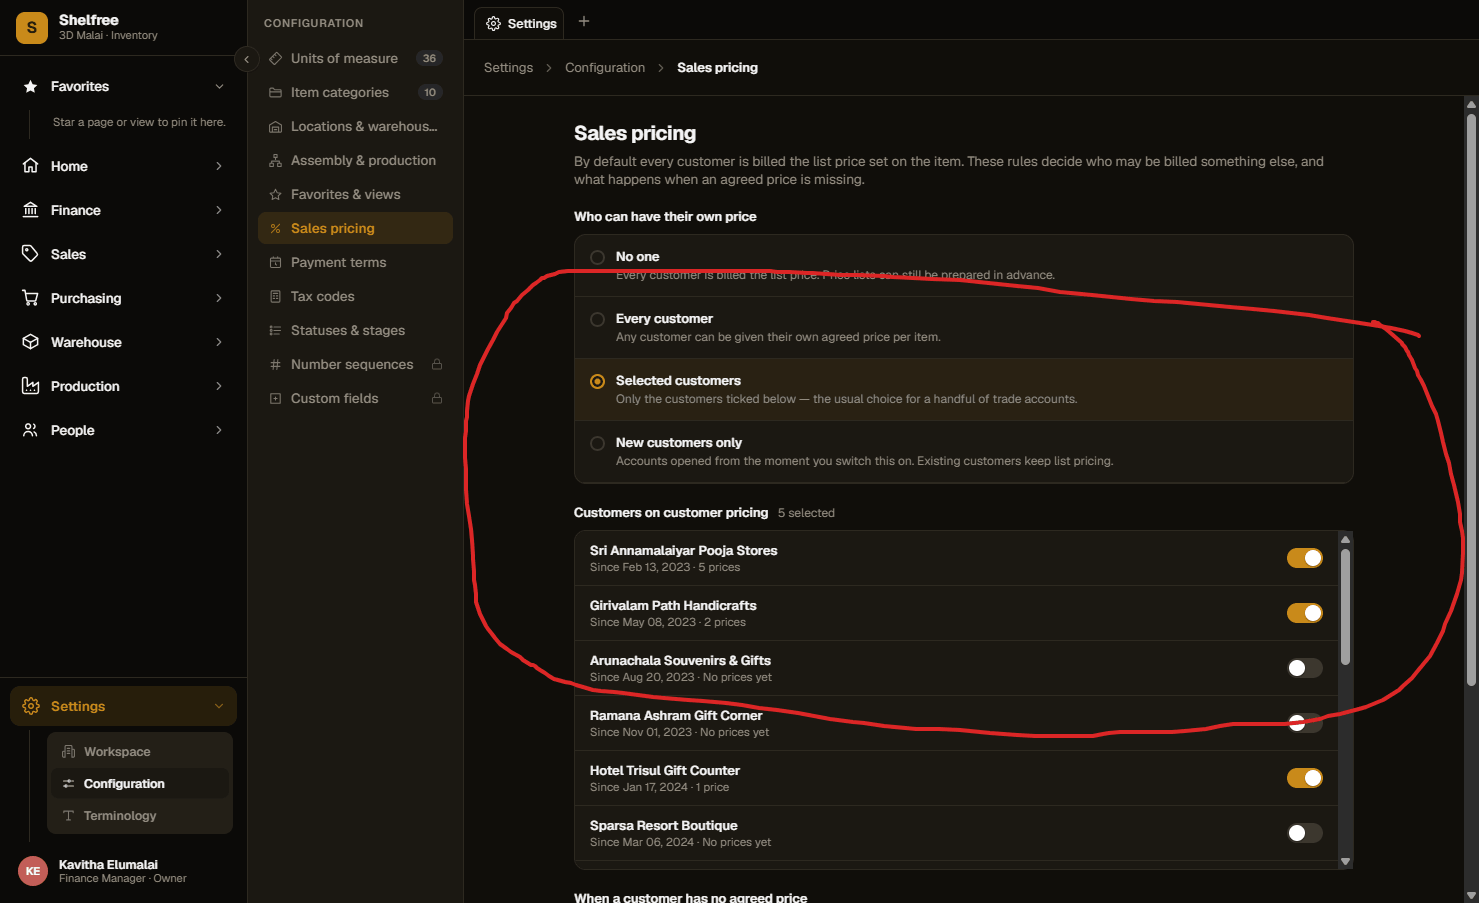 S
Shelfree
3D Malai · Inventory
Favorites
Star a page or view to pin it here.
Home
Finance
Sales
Purchasing
Warehouse
Production
People
Settings
Workspace
Configuration
Terminology
KE
Kavitha Elumalai
Finance Manager · Owner
CONFIGURATION
Units of measure 36
Item categories 10
Locations & warehous...
Assembly & production
Favorites & views
Sales pricing
Payment terms
Tax codes
Statuses & stages
Number sequences
Custom fields
Settings
Settings > Configuration > Sales pricing
Sales pricing
By default every customer is billed the list price set on the item. These rules decide who may be billed something else, and
what happens when an agreed price is missing.
Who can have their own price
No one
Every customer is billed the list price. Price lists can still be prepared in advance.
Every customer
Any customer can be given their own agreed price per item.
Selected customers
Only the customers ticked below — the usual choice for a handful of trade accounts.
New customers only
Accounts opened from the moment you switch this on. Existing customers keep list pricing.
Customers on customer pricing 5 selected
Sri Annamalaiyar Pooja Stores
Since Feb 13, 2023 · 5 prices
Girivalam Path Handicrafts
Since May 08, 2023 · 2 prices
Arunachala Souvenirs & Gifts
Since Aug 20, 2023 · No prices yet
Ramana Ashram Gift Corner
Since Nov 01, 2023 · No prices yet
Hotel Trisul Gift Counter
Since Jan 17, 2024 · 1 price
Sparsa Resort Boutique
Since Mar 06, 2024 · No prices yet
When a customer has no agreed price